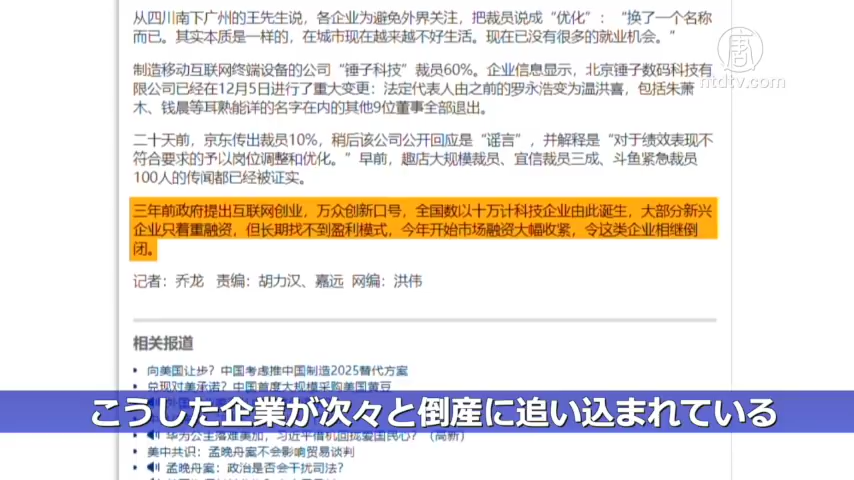 从四川南下广州的王先生说，各企业为避免外界关注，把裁员说成“优化”：“换了一个名称
而已。其实本质是一样的，在城市现在越来越不好生活。现在已没有很多的就业机会。”
制造移动互联网终端设备的公司“锤子科技”裁员60%。企业信息显示，北京锤子数码科技有
限公司已经在12月5日进行了重大变更：法定代表人由之前的罗永浩变为温洪喜，包括朱萧
木、钱晨等耳熟能详的名字在内的其他9位董事全部退出。
二十天前，京东传出裁员10%，稍后该公司公开回应是“谣言”，并解释是“对于绩效表现不
符合要求的予以岗位调整和优化。”早前，趣店大规模裁员、宜信裁员三成、斗鱼紧急裁员
100人的传闻都已经被证实。
三年前政府提出互联网创业，万众创新口号，全国数以十万计科技企业由此诞生，大部分新兴
企业只着重融资，但长期找不到盈利模式，今年开始市场融资大幅收紧，令这类企业相继倒
闭。
记者：乔龙 责编：胡力汉、嘉远 网编：洪伟
相关报道
向美国让步？中国考虑推中国制造2025替代方案
兑现对美承诺？中国首度大规模采购美国黄豆
こうした企業が次々と倒産に追い込まれている
华为公主落难美加，习近平借机回拢爱国民心？（高新）
美中共识：孟晚舟案不会影响贸易谈判
孟晚舟案：政治是否会干扰司法？
唐
ntdtv.com